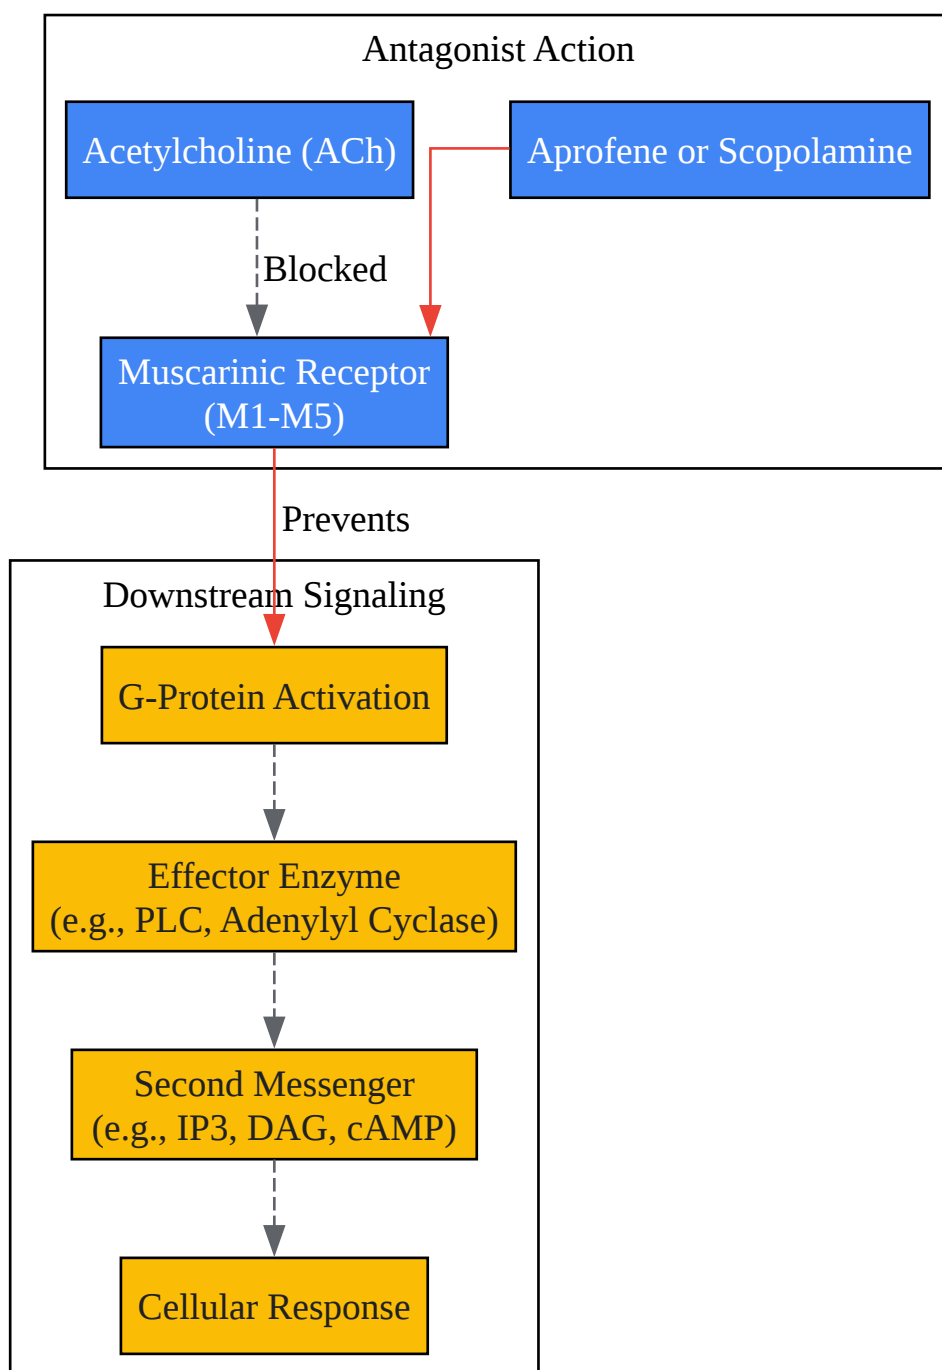 Antagonist Action
Acetylcholine (ACh)
Aprofene or Scopolamine
Blocked
Muscarinic Receptor
(M1-M5)
Prevents
Downstream Signaling
G-Protein Activation
Effector Enzyme
(e.g., PLC, Adenylyl Cyclase)
Second Messenger
(e.g., IP3, DAG, cAMP)
Cellular Response